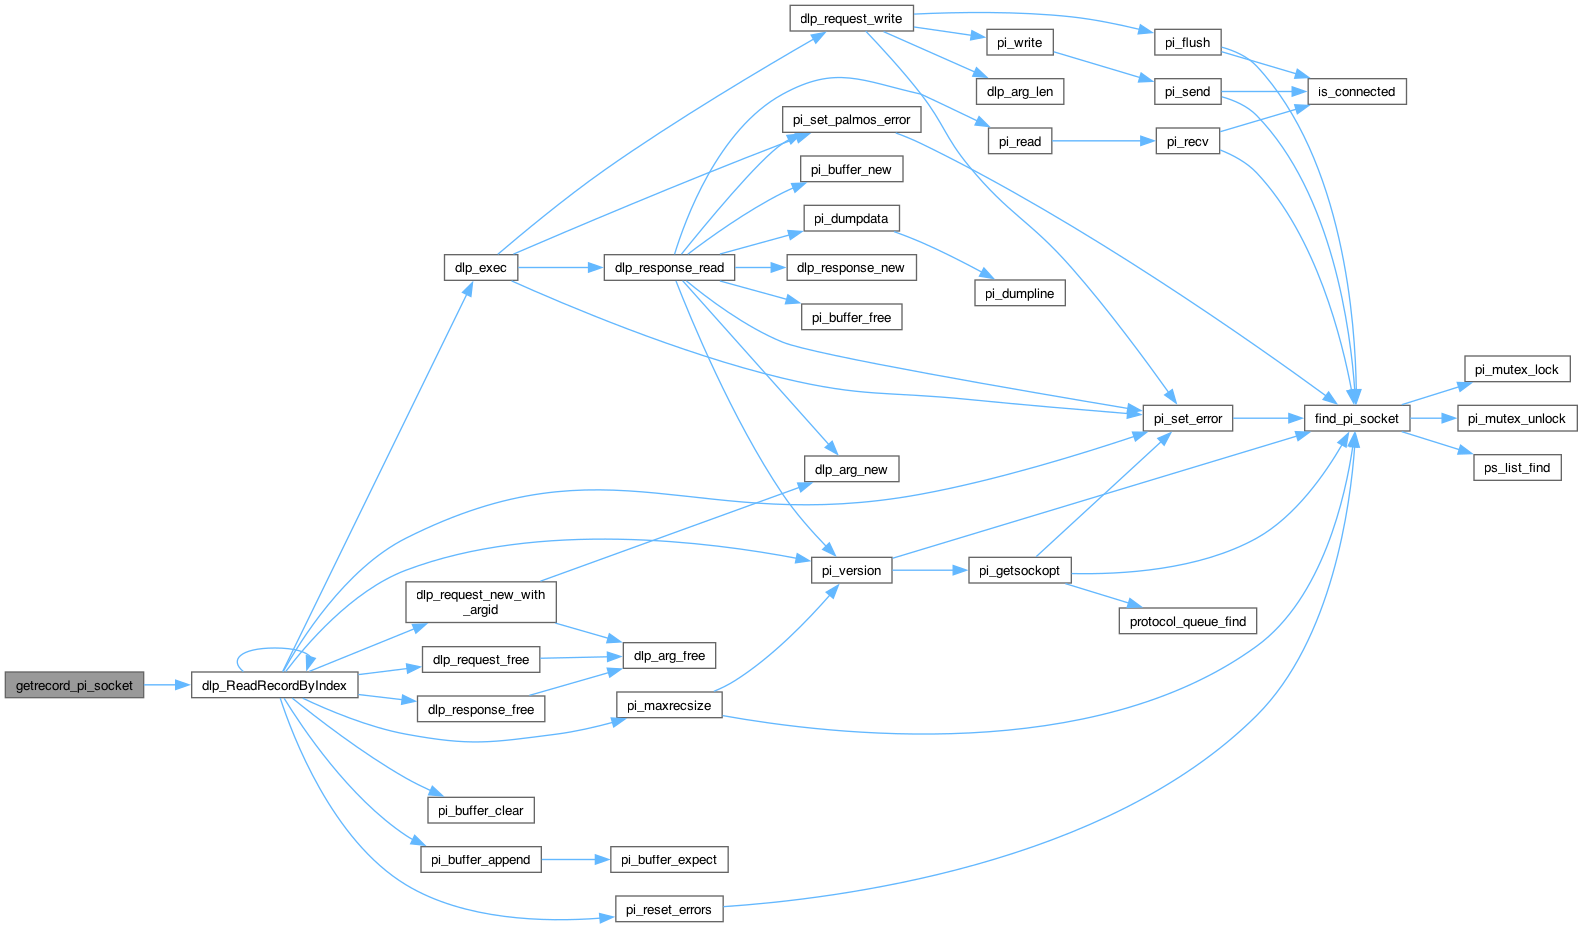 dlp_request_write
pi_write
pi_flush
dlp_arg_len
pi_send
is_connected
pi_set_palmos_error
pi_read
pi_recv
pi_buffer_new
pi_dumpdata
dlp_exec
dlp_response_read
dlp_response_new
pi_dumpline
pi_buffer_free
pi_mutex_lock
pi_set_error
find_pi_socket
pi_mutex_unlock
dlp_arg_new
ps_list_find
pi_version
pi_getsockopt
dlp_request_new_with
_argid
protocol_queue_find
dlp_request_free
dlp_arg_free
getrecord_pi_socket
dlp_ReadRecordByIndex
dlp_response_free
pi_maxrecsize
pi_buffer_clear
pi_buffer_append
pi_buffer_expect
pi_reset_errors